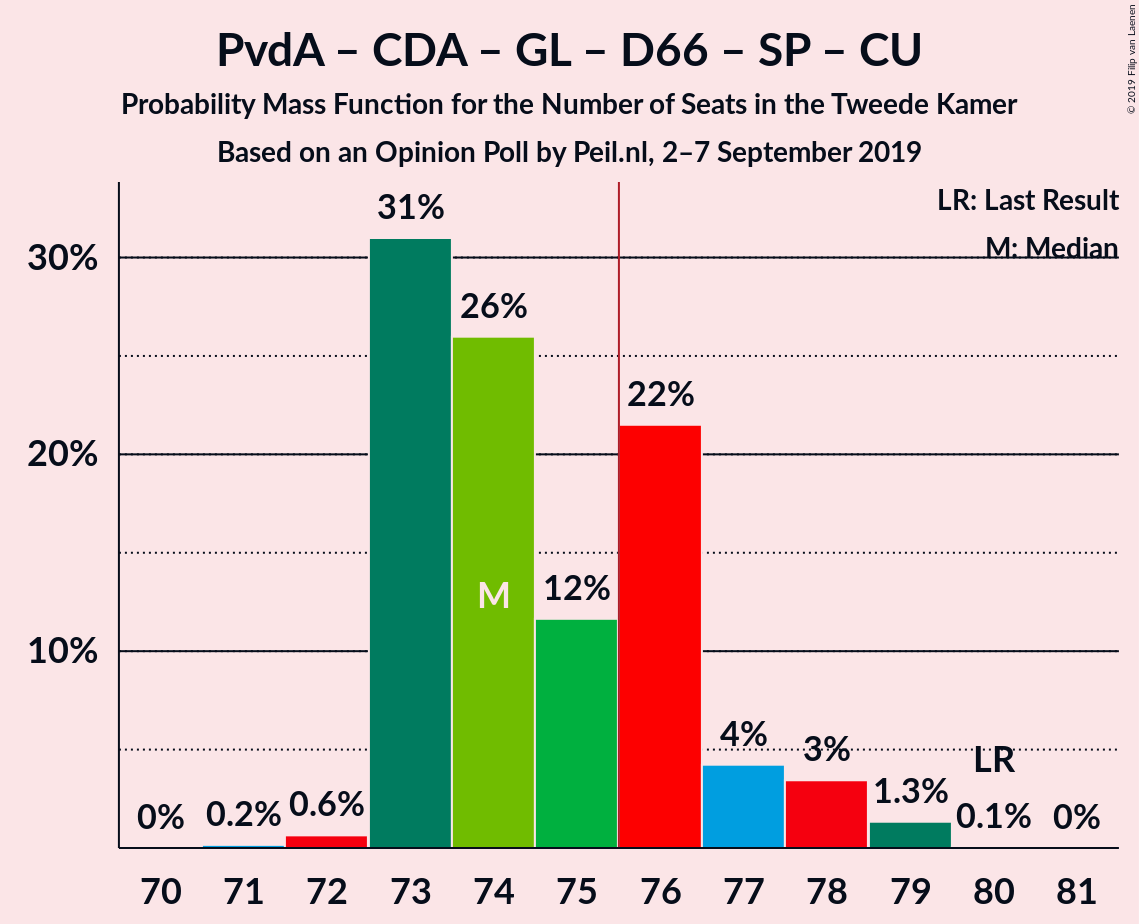 PvdA – CDA – GL – D66 – SP – CU
Probability Mass Function for the Number of Seats in the Tweede Kamer
Based on an Opinion Poll by Peil.nl, 2–7 September 2019
© 2019 Filip van Laenen
LR: Last Result
M: Median
30%
20%
10%
0%
0.2%
0.6%
31%
26%
12%
22%
4%
3%
1.3%
0.1%
0%
M
LR
70 71 72 73 74 75 76 77 78 79 80 81